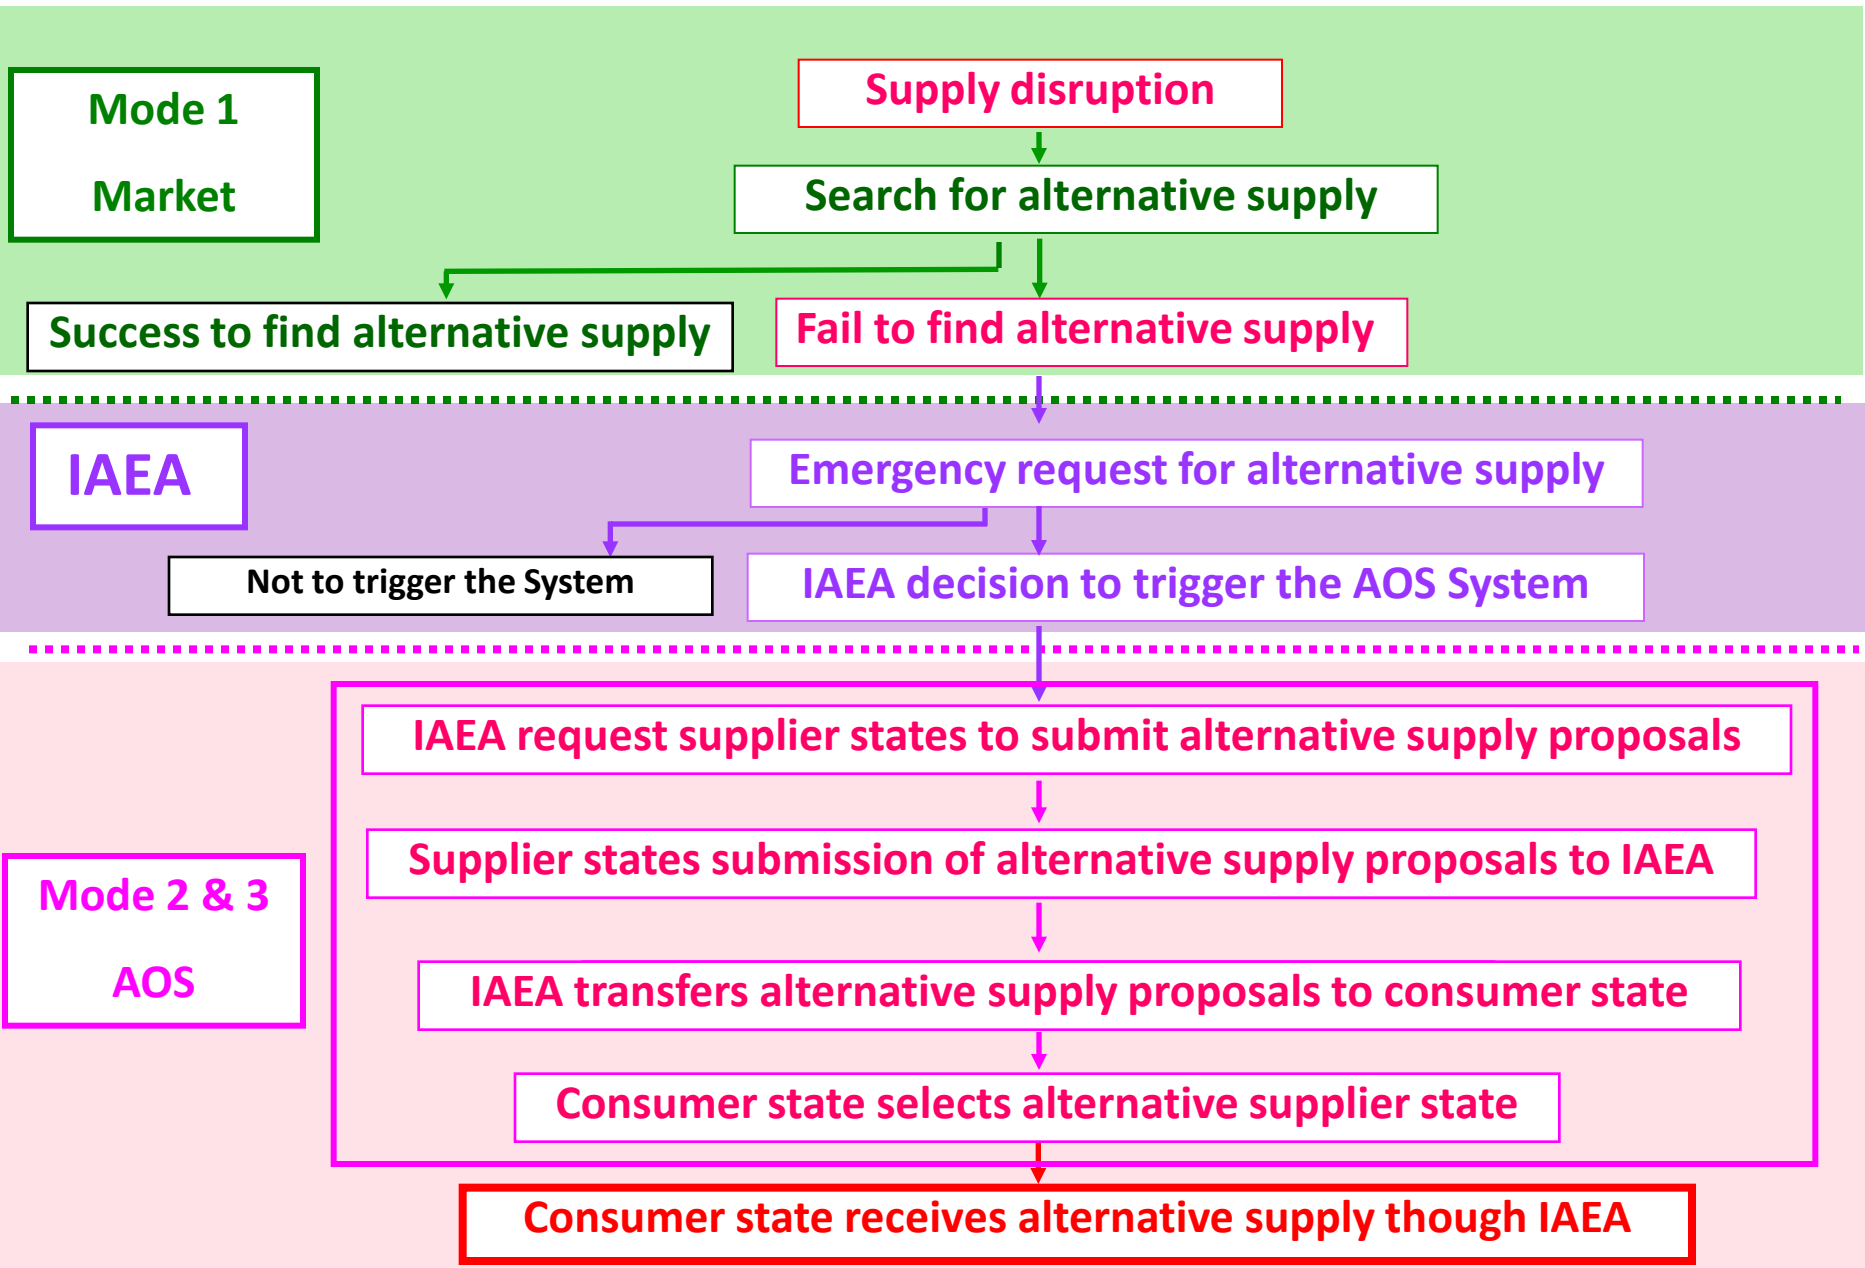 Mode 1
Market
Supply disruption
Search for alternative supply
Success to find alternative supply
Fail to find alternative supply
IAEA
Emergency request for alternative supply
Not to trigger the System
IAEA decision to trigger the AOS System
Mode 2 & 3
AOS
IAEA request supplier states to submit alternative supply proposals
Supplier states submission of alternative supply proposals to IAEA
IAEA transfers alternative supply proposals to consumer state
Consumer state selects alternative supplier state
Consumer state receives alternative supply though IAEA